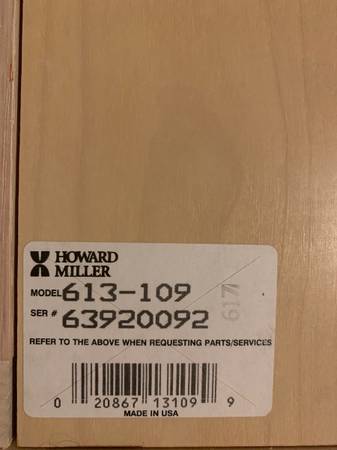 HOWARD
MILLER
MODEL 613-109
SER # 63920092
617
REFER TO THE ABOVE WHEN REQUESTING PARTS/SERVICES
0 20867 13109 9
MADE IN USA